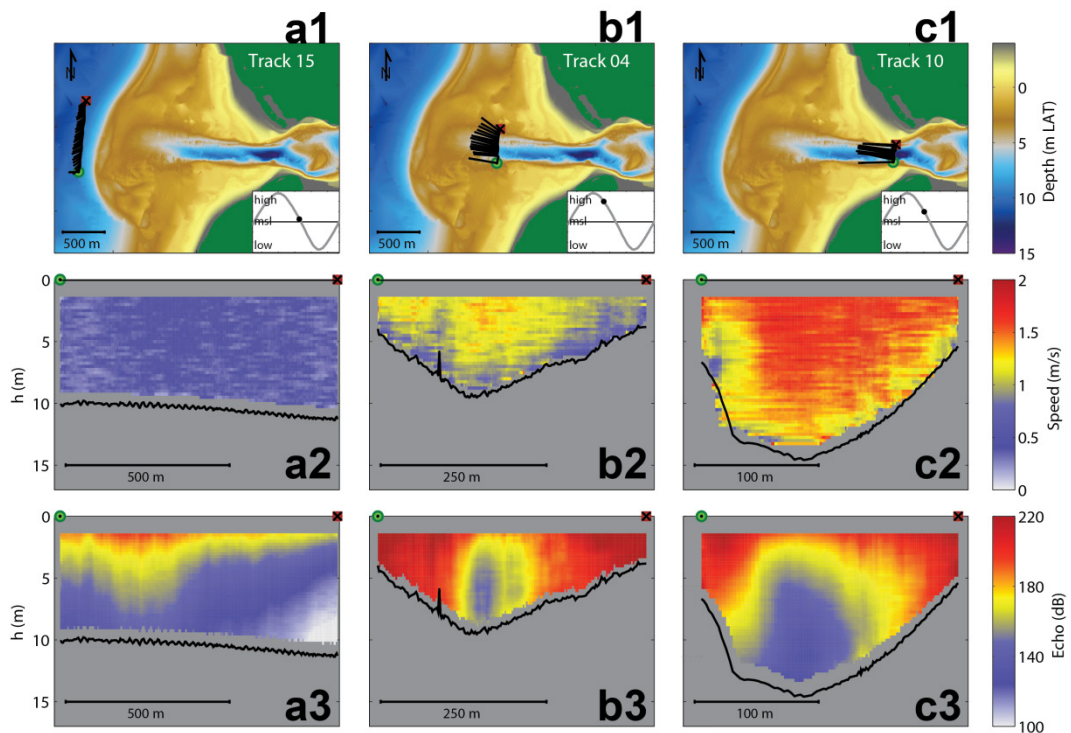 a1
b1
c1
N
Track 15
N
Track 04
N
Track 10
high
msl
low
500 m
high
msl
low
500 m
high
msl
low
500 m
0
5
10
15
Depth (m LAT)
0
5
10
15
h (m)
500 m
a2
250 m
b2
100 m
c2
2
1.5
1
0.5
0
Speed (m/s)
0
5
10
15
h (m)
500 m
a3
250 m
b3
100 m
c3
220
180
140
100
Echo (dB)